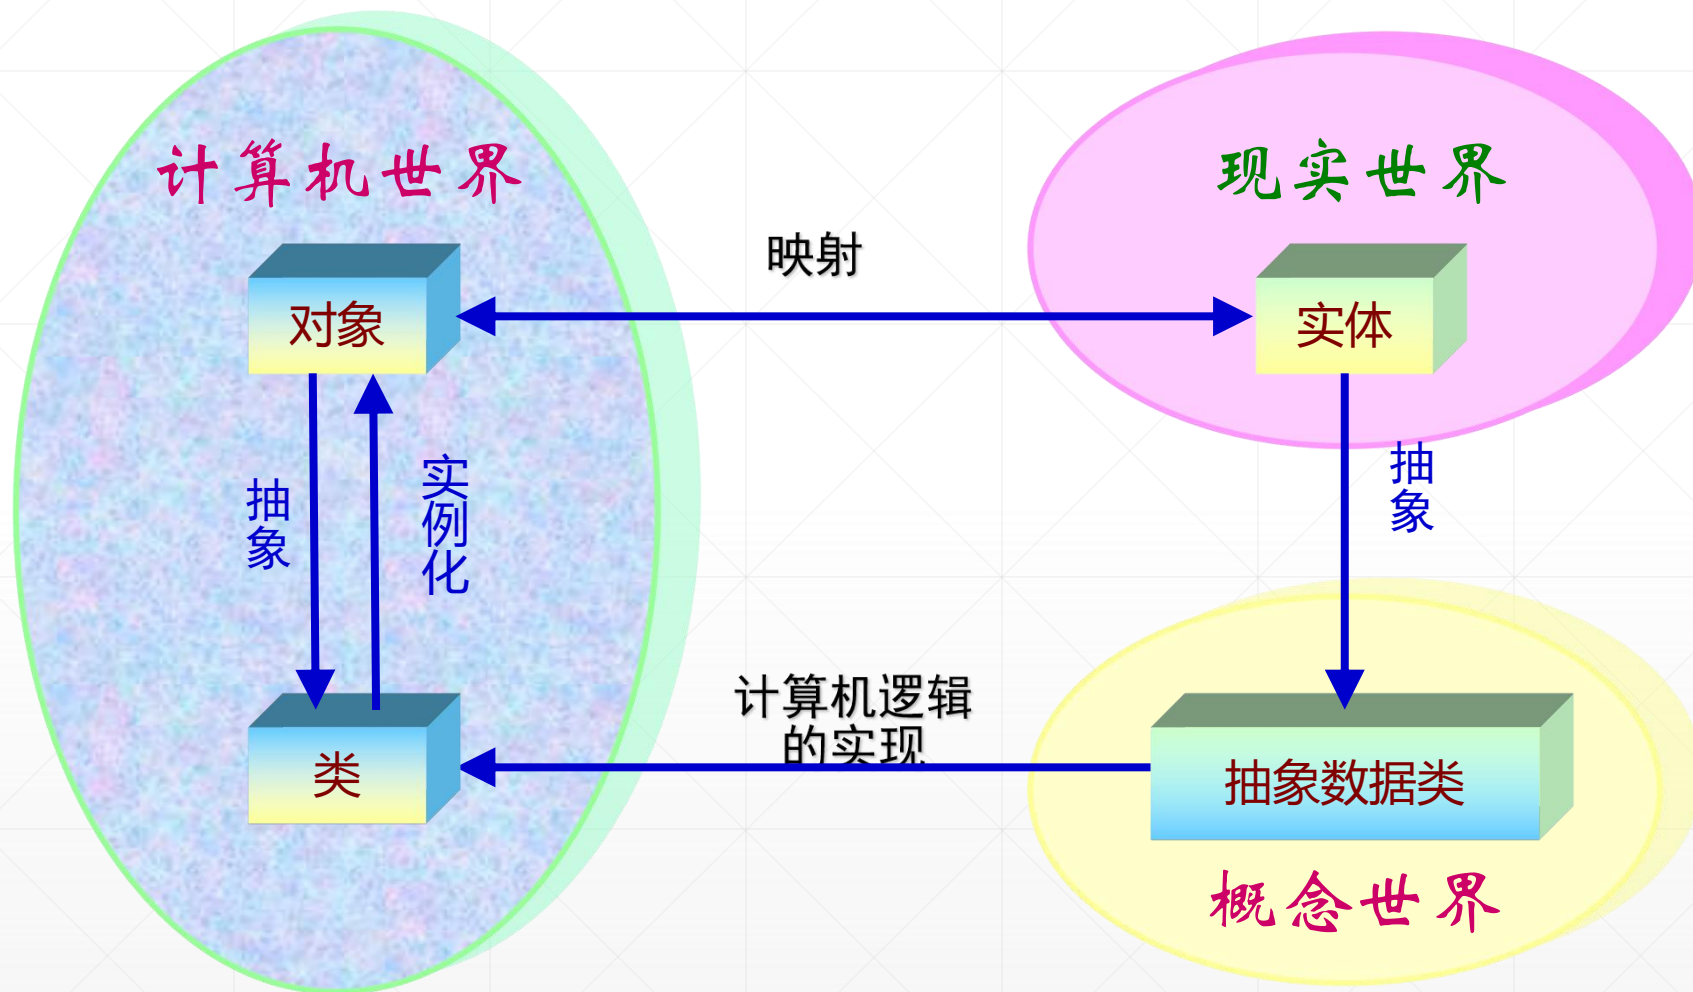 计算机世界
现实世界
映射
对象
实体
抽象
实例化
抽象
计算机逻辑
的实现
类
抽象数据类
概念世界